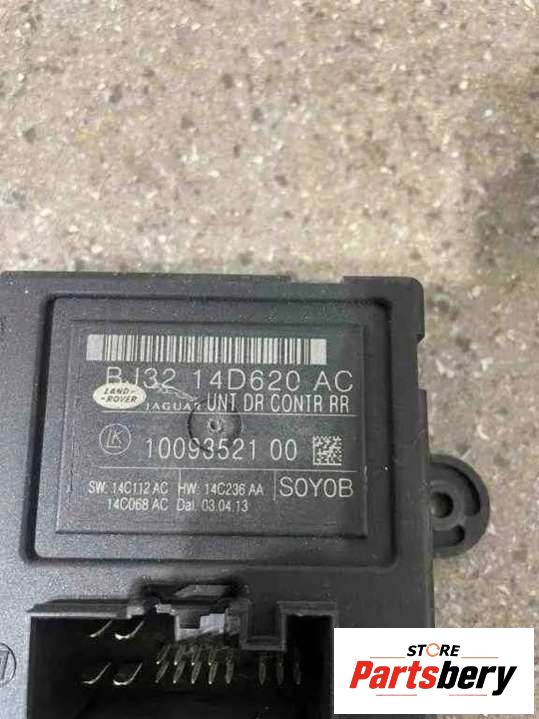 BJ32 14D620 AC
LAND-ROVER
JAGUAR UNT DR CONTR RR
LK 10093521 00
SW: 14C112 AC HW: 14C236 AA S0Y0B
14C068 AC Dat. 03.04.13
STORE
Partsbery